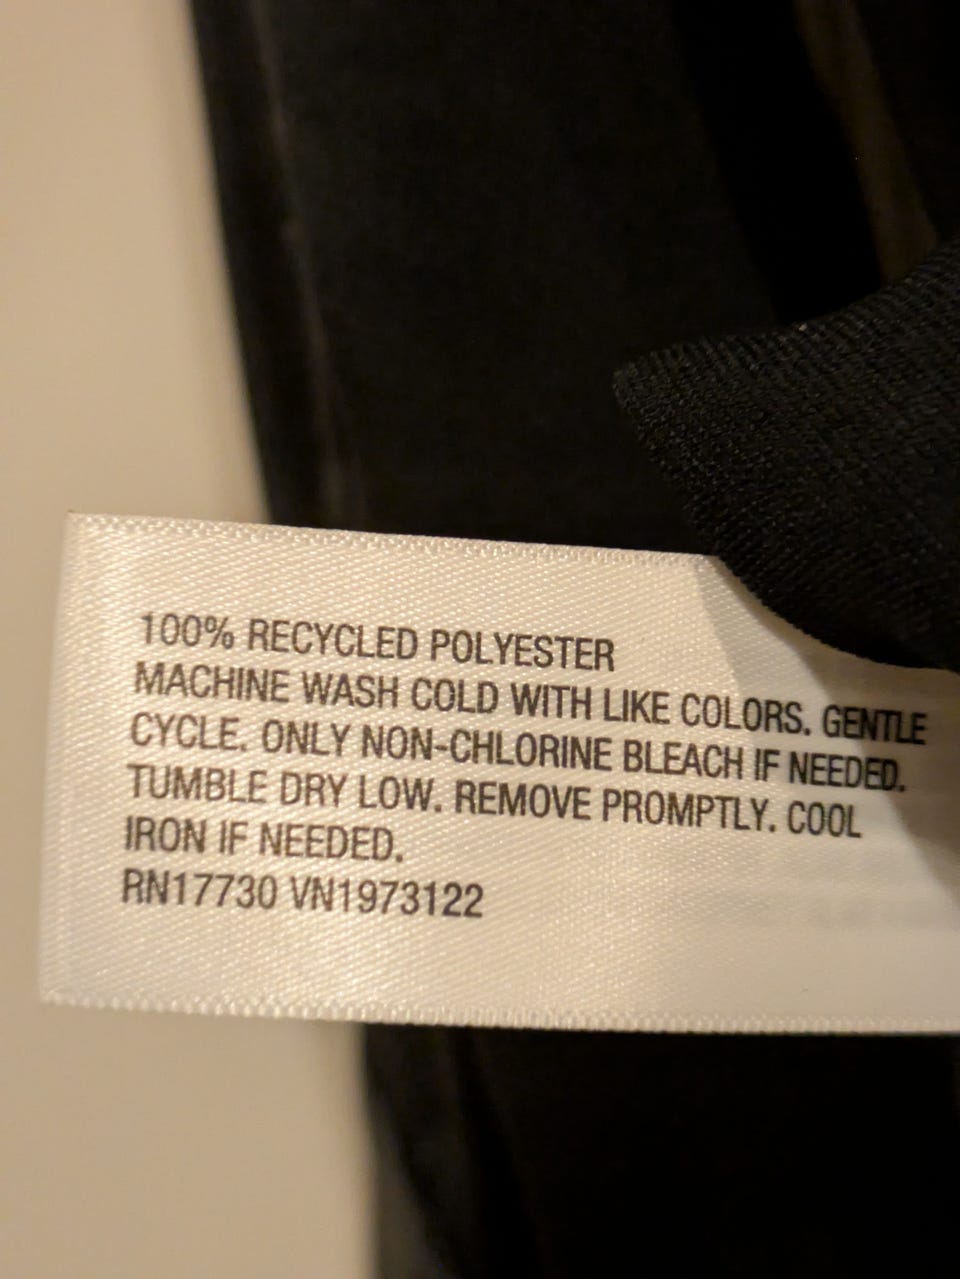 100% RECYCLED POLYESTER
MACHINE WASH COLD WITH LIKE COLORS. GENTLE
CYCLE. ONLY NON-CHLORINE BLEACH IF NEEDED.
TUMBLE DRY LOW. REMOVE PROMPTLY. COOL
IRON IF NEEDED.
RN17730 VN1973122